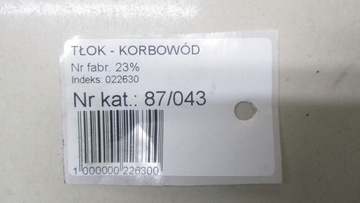 TŁOK - KORBOWÓD
Nr fabr. 23%
Indeks: 022630
Nr kat.: 87/043
1 000000 226300